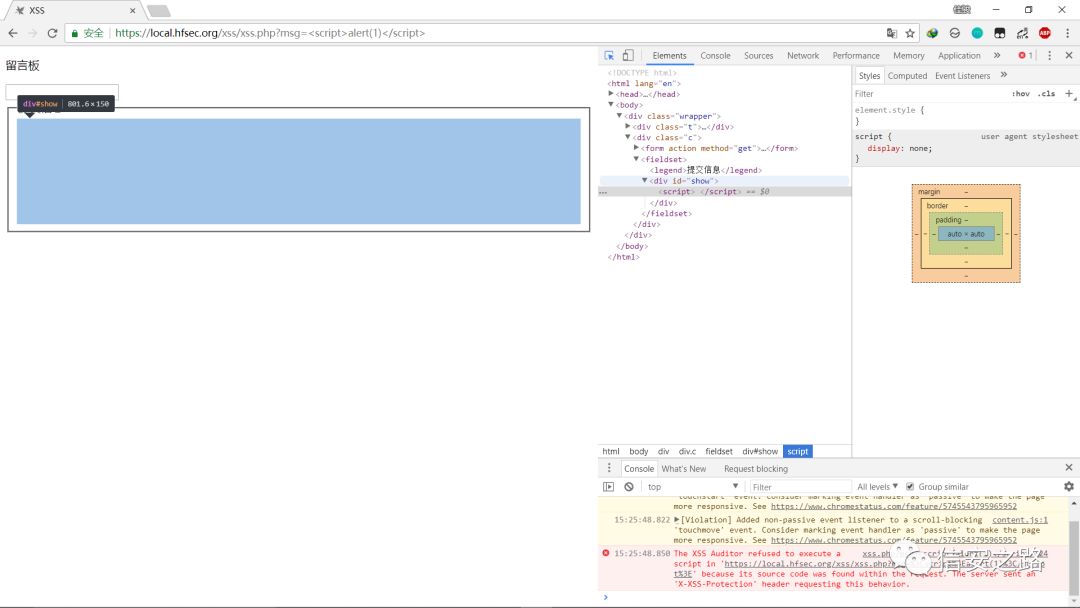 XSS
佳骏
安全
https://local.hfsec.org/xss/xss.php?msg=<script>alert(1)</script>
ABP
留言板
div#show 801.6×150
Elements Console Sources Network Performance Memory Application » 1
<!DOCTYPE html>
<html lang="en">
<head>…</head>
<body>
<div class="wrapper">
<div class="t">…</div>
<div class="c">
<form action method="get">…</form>
<fieldset>
<legend>提交信息</legend>
<div id="show">
<script> </script> == $0
</div>
</fieldset>
</div>
</div>
</body>
</html>
html body div div.c fieldset div#show script
Styles Computed Event Listeners »
Filter :hov .cls +
element.style {
}
script { user agent stylesheet
display: none;
}
margin –
border –
padding –
– – – auto × auto – – –
–
–
–
Console What's New Request blocking
top Filter All levels Group similar
'touchstart' event. Consider marking event handler as 'passive' to make the page
more responsive. See https://www.chromestatus.com/feature/5745543795965952
15:25:48.822 [Violation] Added non-passive event listener to a scroll-blocking content.js:1
'touchmove' event. Consider marking event handler as 'passive' to make the page
more responsive. See https://www.chromestatus.com/feature/5745543795965952
15:25:48.850 The XSS Auditor refused to execute a
script in 'https://local.hfsec.org/xss/xss.php?
t%3E' because its source code was found within the request. The server sent an
'X-XSS-Protection' header requesting this behavior.
信安之路